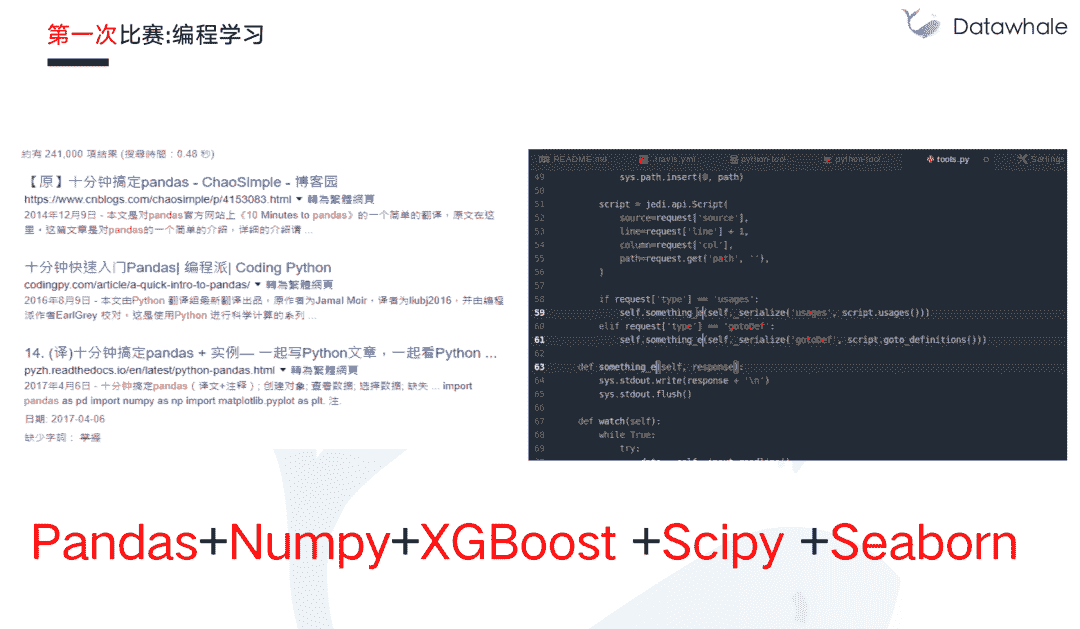 第一次比赛:编程学习
Datawhale
約有 241,000 項結果 (搜尋時間：0.48 秒)
【原】十分钟搞定pandas - ChaoSimple - 博客园
https://www.cnblogs.com/chaosimple/p/4153083.html ▼ 轉為繁體網頁
2014年12月9日 - 本文是对pandas官方网站上《10 Minutes to pandas》的一个简单的翻译，原文在这
里。这篇文章是对pandas的一个简单的介绍，详细的介绍请 ...
十分钟快速入门Pandas| 编程派| Coding Python
codingpy.com/article/a-quick-intro-to-pandas/ ▼ 轉為繁體網頁
2016年8月9日 - 本文由Python 翻译组最新翻译出品，原作者为Jamal Moir，译者为liubj2016，并由编程
派作者EarlGrey 校对。这是使用Python 进行科学计算的系列 ...
14. (译)十分钟搞定pandas + 实例— 一起写Python文章，一起看Python ...
pyzh.readthedocs.io/en/latest/python-pandas.html ▼ 轉為繁體網頁
2017年4月6日 - 十分钟搞定pandas（译文+注释）; 创建对象; 查看数据; 选择数据; 缺失 ... import
pandas as pd import numpy as np import matplotlib.pyplot as plt. 注.
日期: 2017-04-06
缺少字詞： 掌握
README.md .travis.yml python-tool python-tool tools.py Settings
49 sys.path.insert(0, path)
50
51 script = jedi.api.Script(
52 source=request['source'],
53 line=request['line'] + 1,
54 column=request['col'],
55 path=request.get('path', ''),
56 )
57
58 if request['type'] == 'usages':
59 self.something_e(self._serialize('usages', script.usages()))
60 elif request['type'] == 'gotoDef':
61 self.something_e(self._serialize('gotoDef', script.goto_definitions()))
62
63 def something_e(self, response):
64 sys.stdout.write(response + '\n')
65 sys.stdout.flush()
66
67 def watch(self):
68 while True:
69 try:
Pandas+Numpy+XGBoost +Scipy +Seaborn